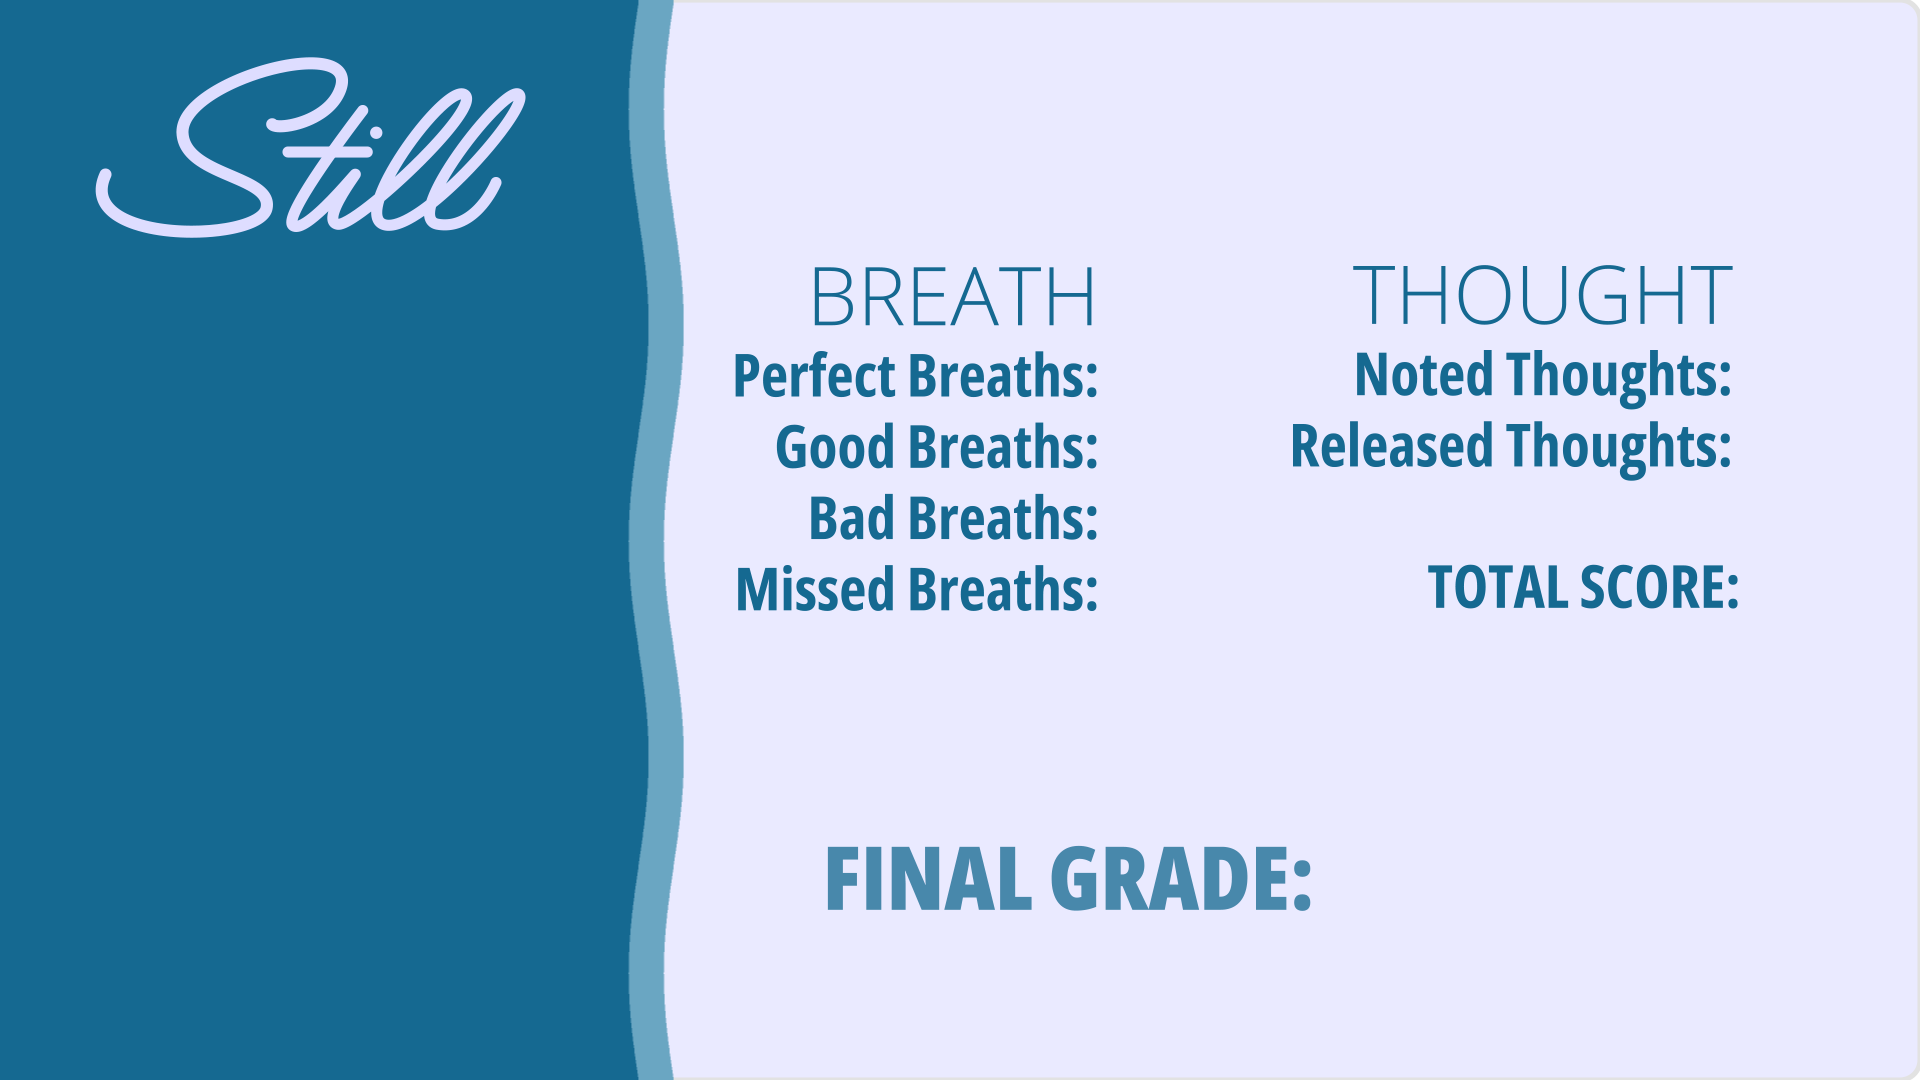 Still
BREATH
Perfect Breaths:
Good Breaths:
Bad Breaths:
Missed Breaths:
THOUGHT
Noted Thoughts:
Released Thoughts:
TOTAL SCORE:
FINAL GRADE: